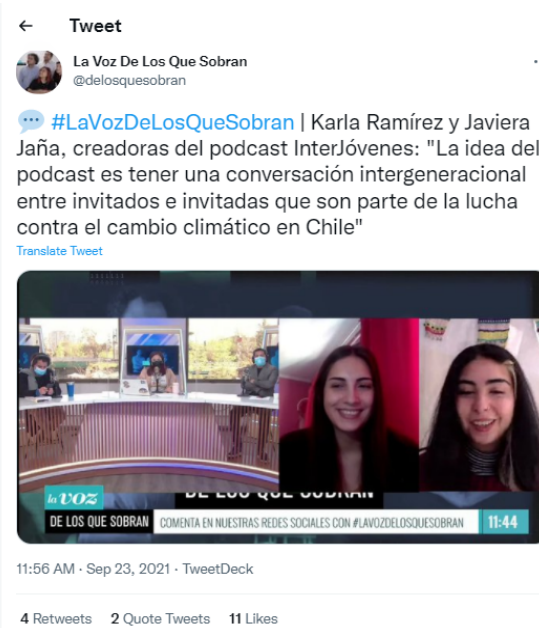 Tweet
La Voz De Los Que Sobran
@delosquesobran
#LaVozDeLosQueSobran | Karla Ramírez y Javiera
Jaña, creadoras del podcast InterJóvenes: "La idea del
podcast es tener una conversación intergeneracional
entre invitados e invitadas que son parte de la lucha
contra el cambio climático en Chile"
Translate Tweet
la voz
DE LOS QUE SOBRAN
DE LOS QUE SOBRAN COMENTA EN NUESTRAS REDES SOCIALES CON #LAVOZDELOSQUESOBRAN 11:44
11:56 AM · Sep 23, 2021 · TweetDeck
4 Retweets 2 Quote Tweets 11 Likes